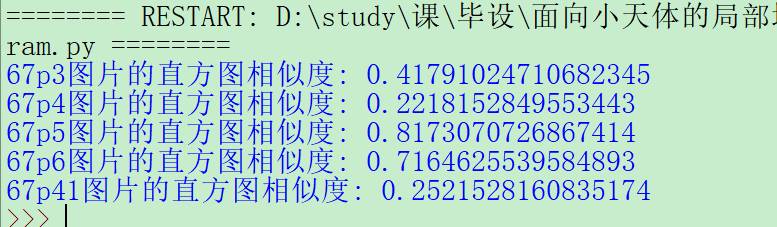 ======== RESTART: D:\study\课\毕设\面向小天体的局部
ram.py ========
67p3图片的直方图相似度: 0.41791024710682345
67p4图片的直方图相似度: 0.2218152849553443
67p5图片的直方图相似度: 0.8173070726867414
67p6图片的直方图相似度: 0.7164625539584893
67p41图片的直方图相似度: 0.2521528160835174
>>>